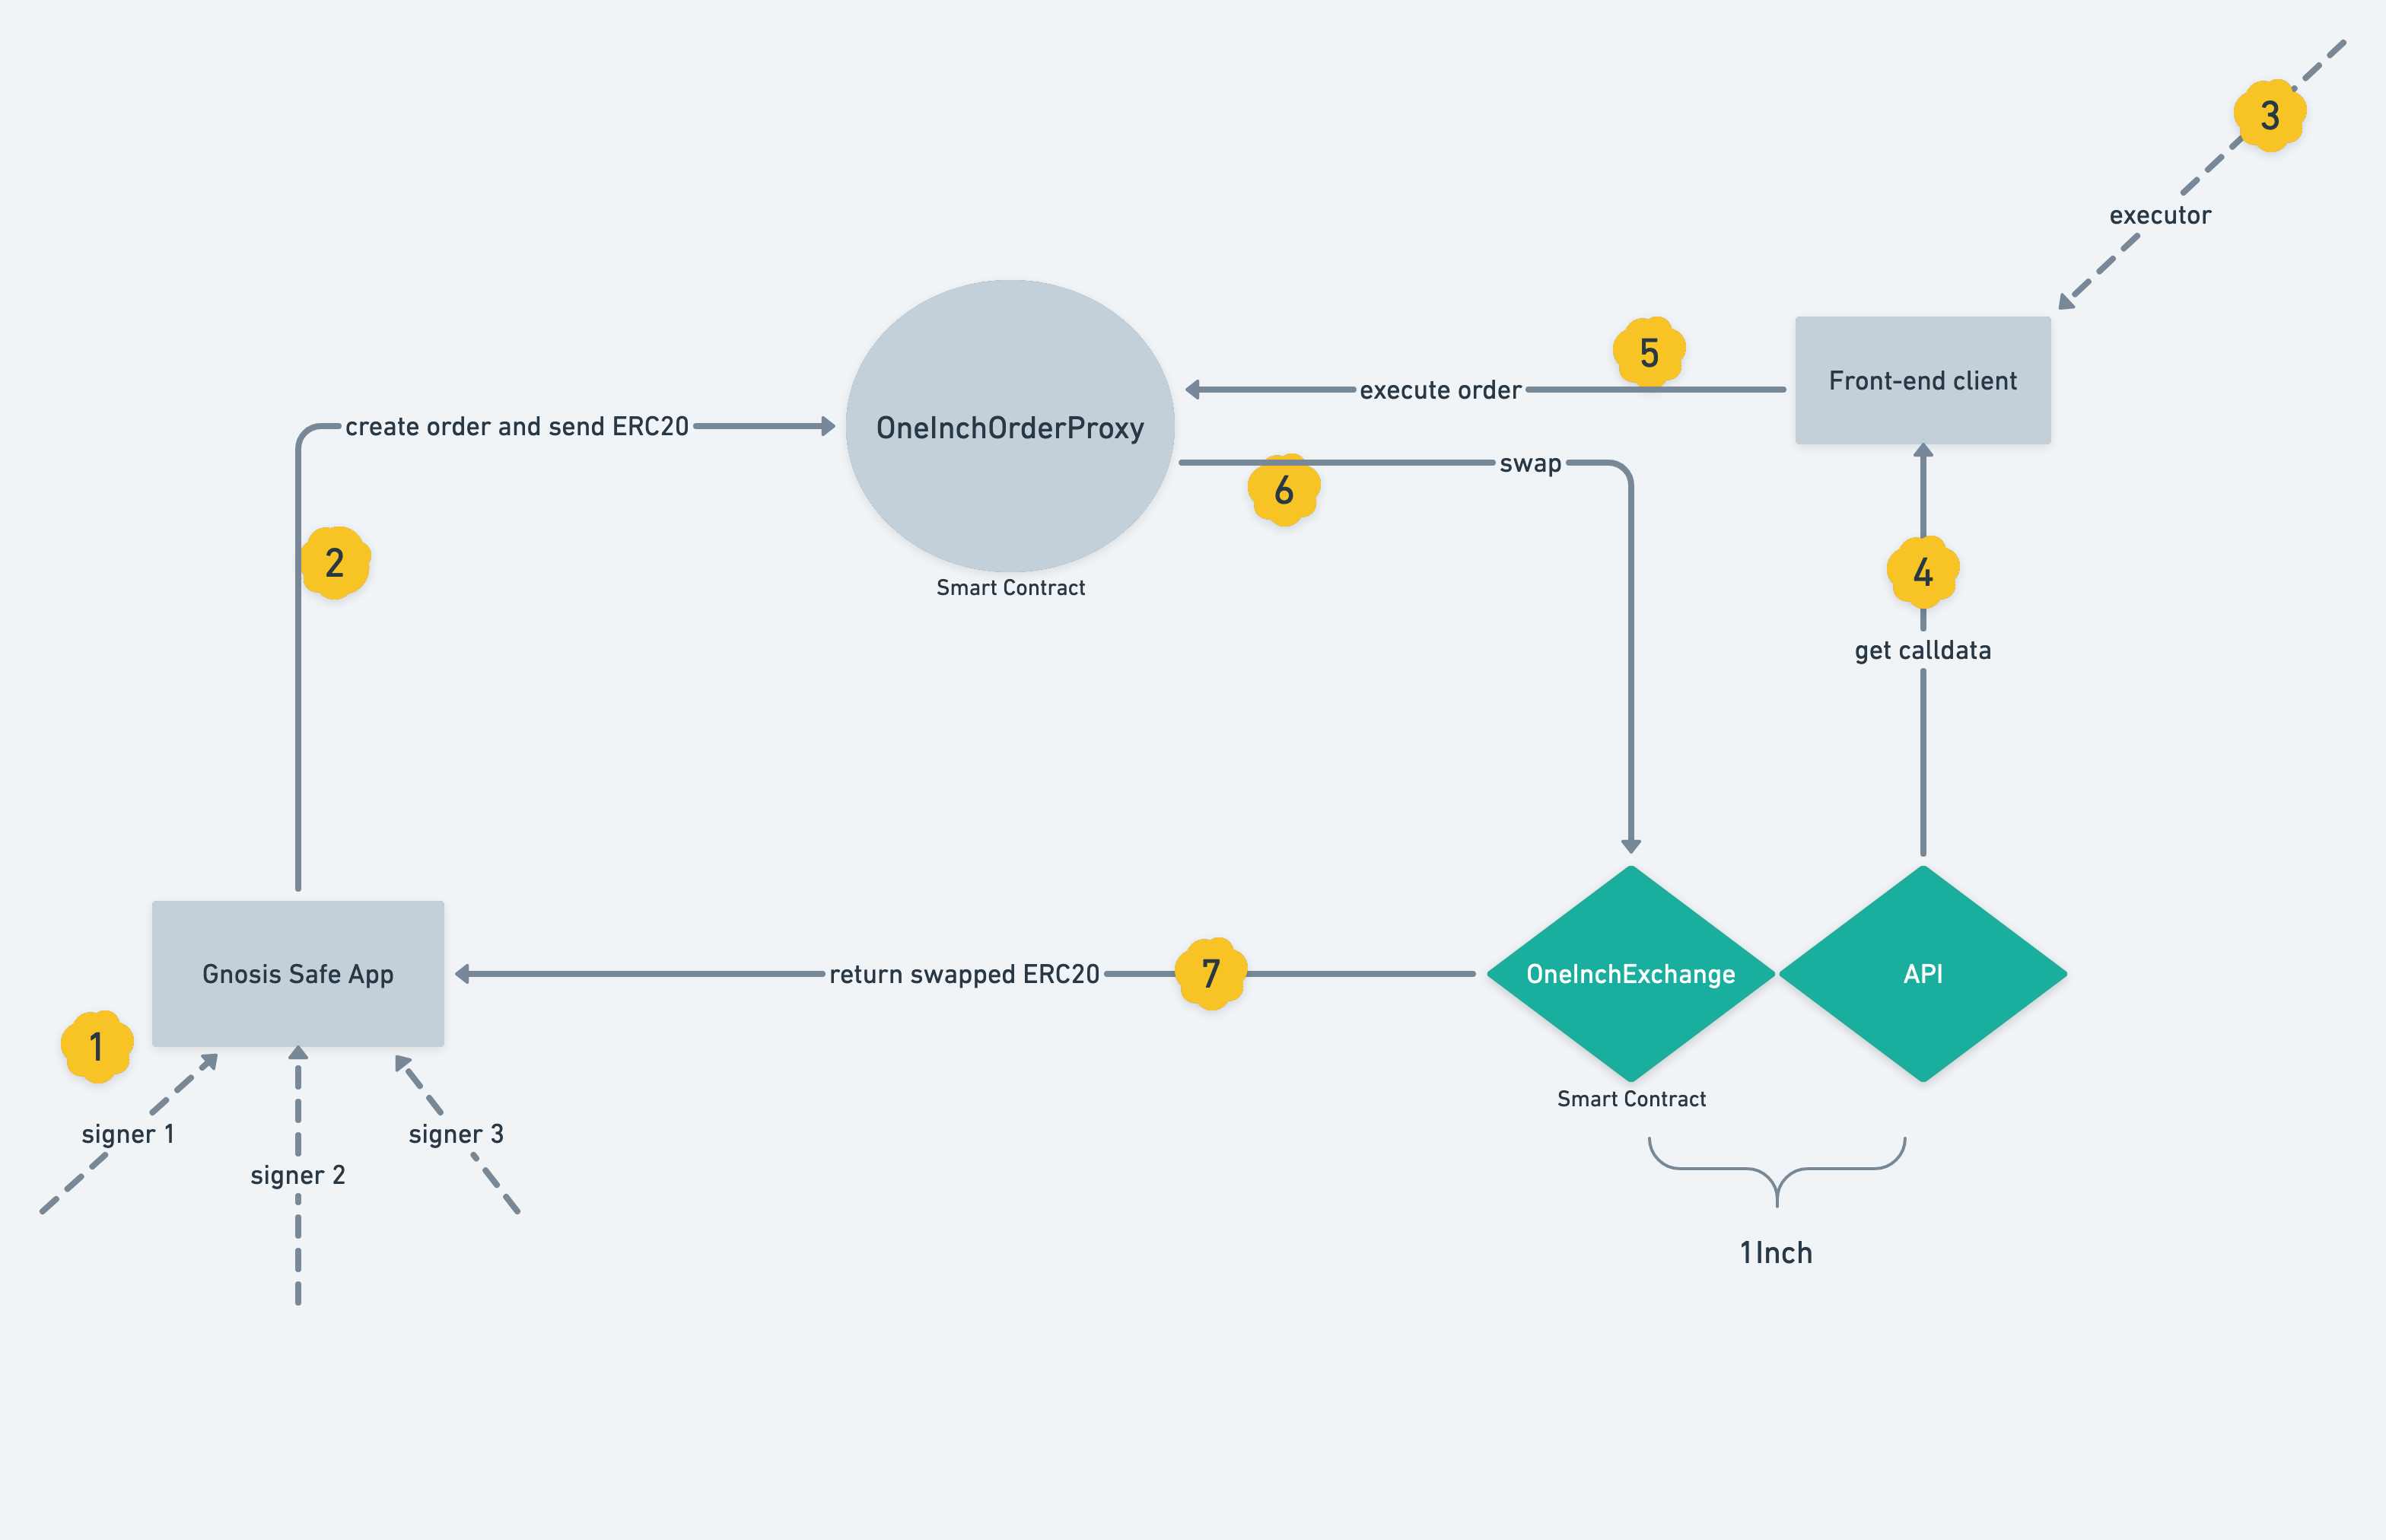 3
executor
5
Front-end client
execute order
create order and send ERC20
OneInchOrderProxy
swap
6
2
4
Smart Contract
get calldata
Gnosis Safe App
return swapped ERC20
7
OneInchExchange
API
1
Smart Contract
signer 1
signer 3
signer 2
1Inch